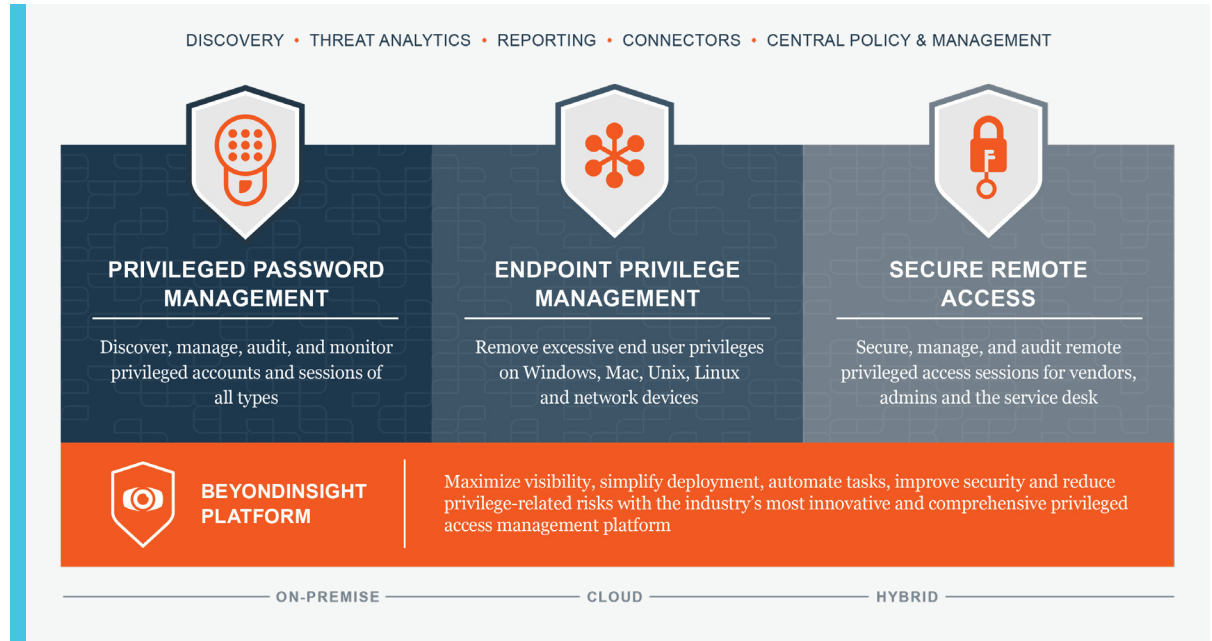 DISCOVERY • THREAT ANALYTICS • REPORTING • CONNECTORS • CENTRAL POLICY & MANAGEMENT
PRIVILEGED PASSWORD
MANAGEMENT
Discover, manage, audit, and monitor
privileged accounts and sessions of
all types
ENDPOINT PRIVILEGE
MANAGEMENT
Remove excessive end user privileges
on Windows, Mac, Unix, Linux
and network devices
SECURE REMOTE
ACCESS
Secure, manage, and audit remote
privileged access sessions for vendors,
admins and the service desk
BEYONDINSIGHT
PLATFORM
Maximize visibility, simplify deployment, automate tasks, improve security and reduce
privilege-related risks with the industry’s most innovative and comprehensive privileged
access management platform
ON-PREMISE CLOUD HYBRID